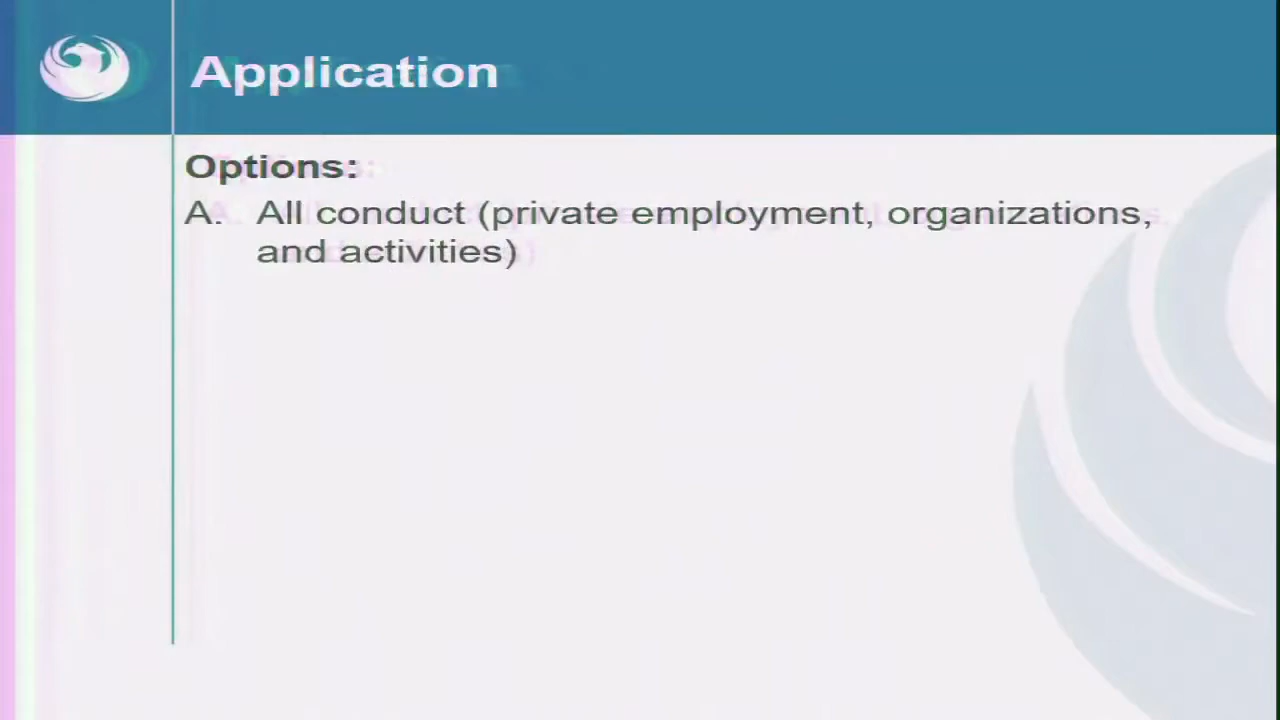 Application
Options:
A. All conduct (private employment, organizations,
and activities)